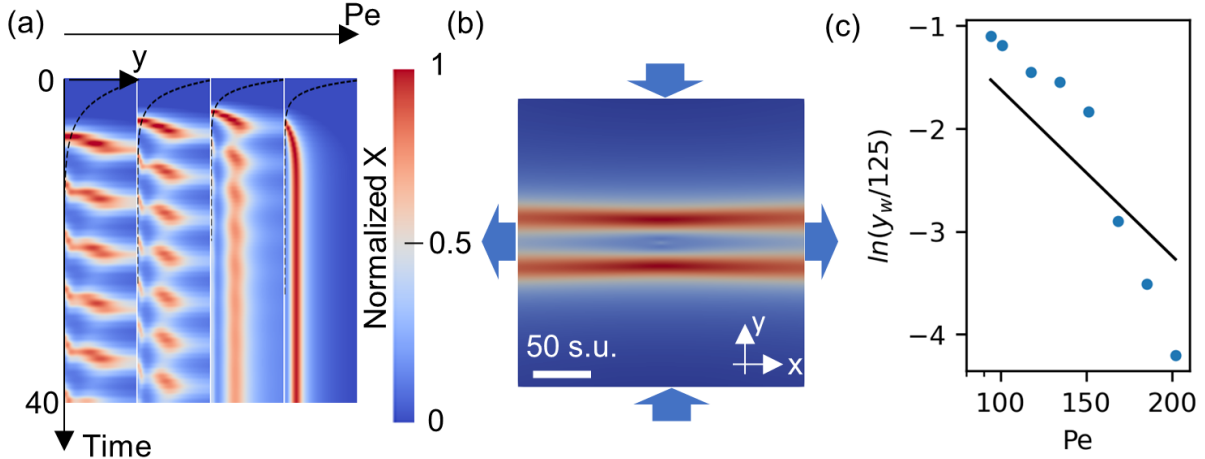 (a)
Pe
y
0
40
Time
1
0.5
0
Normalized X
(b)
50 s.u.
y
x
(c)
−1
−2
−3
−4
ln(y_w/125)
100 150 200
Pe